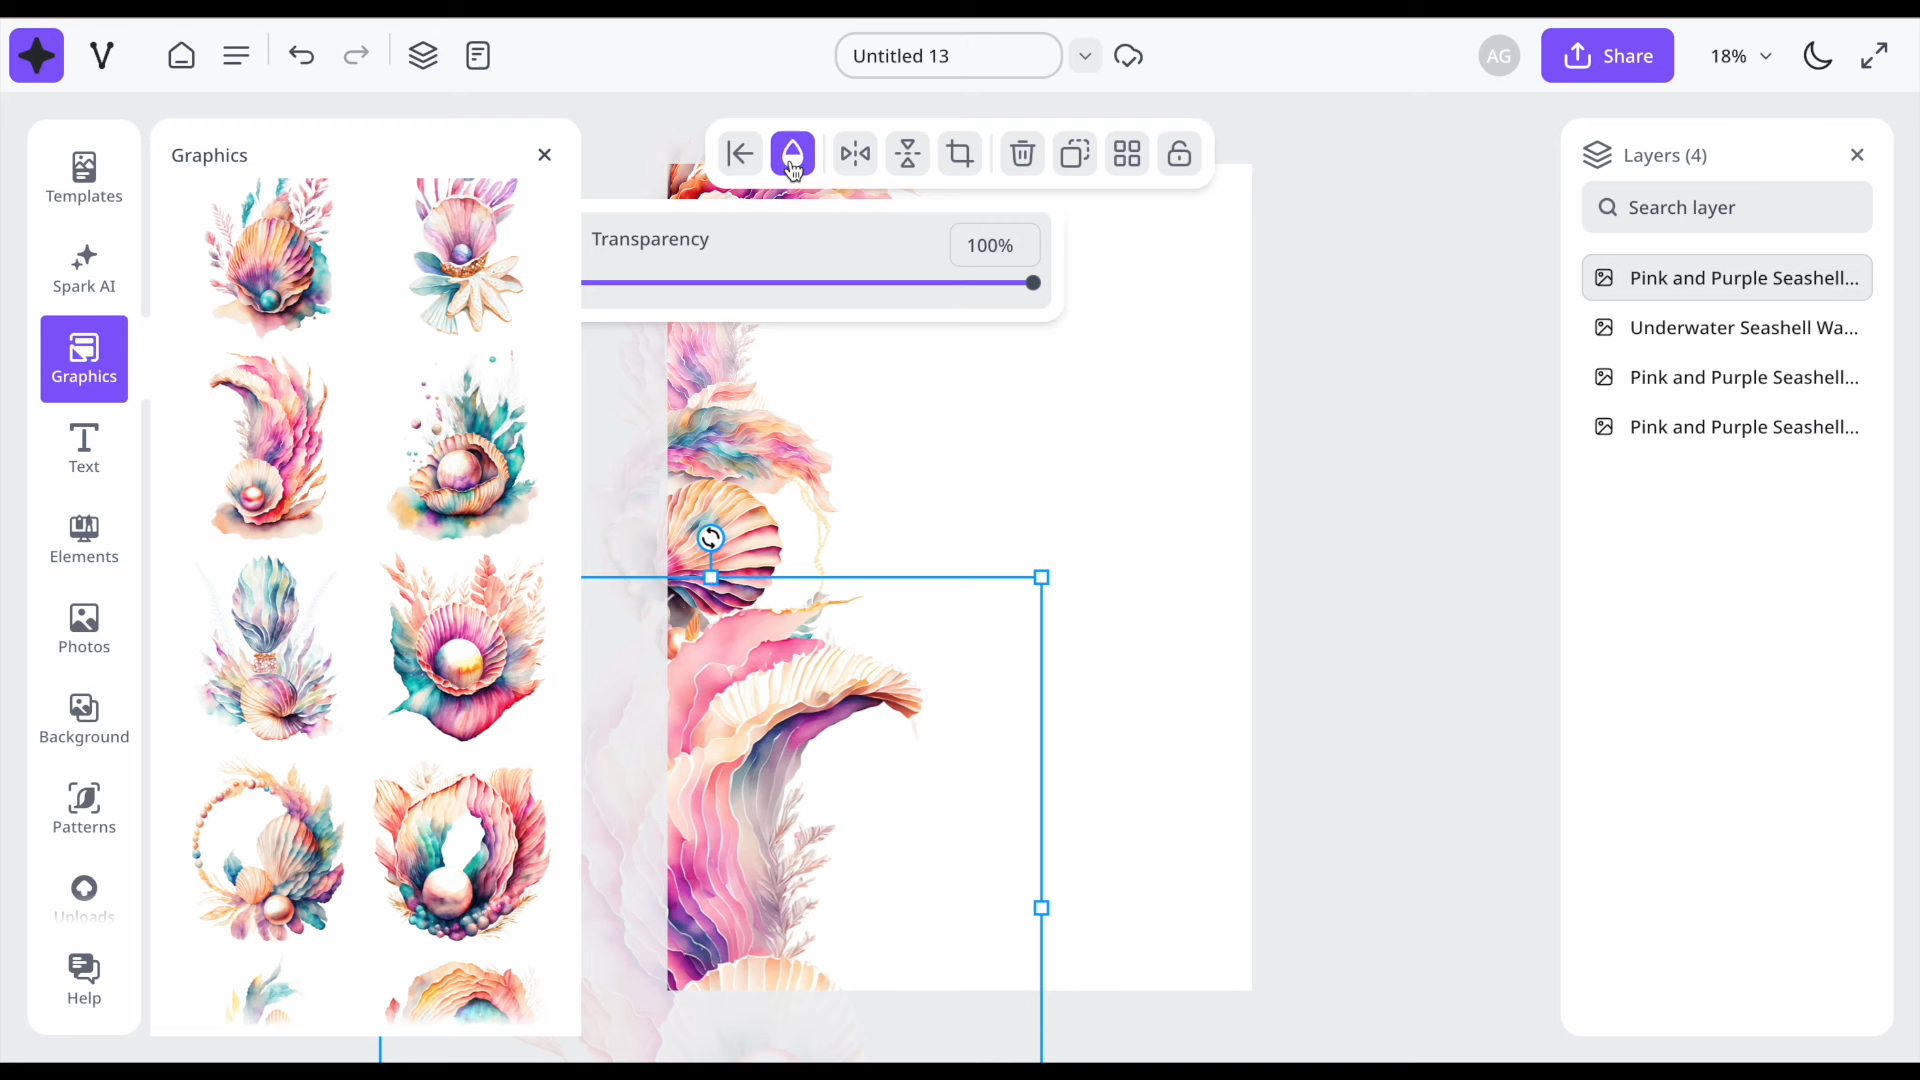 Untitled 13
AG
Share
18%
Templates
Spark AI
Graphics
Text
Elements
Photos
Background
Patterns
Uploads
Help
Graphics
Transparency
100%
Layers (4)
Search layer
Pink and Purple Seashell...
Underwater Seashell Wa...
Pink and Purple Seashell...
Pink and Purple Seashell...